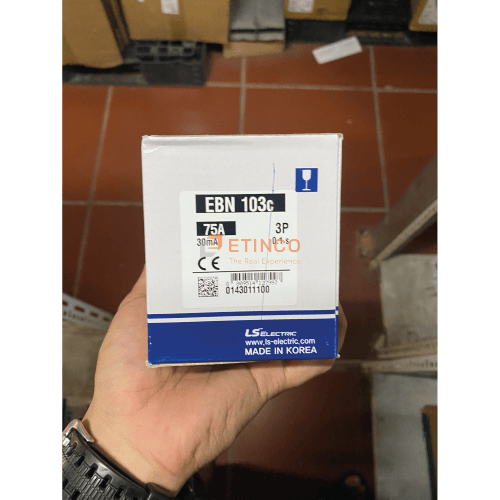 EBN 103c
75A 3P
30mA 0.1 s
ETINCO
The Real Experience
CE
0143011100
LS ELECTRIC
www.ls-electric.com
MADE IN KOREA